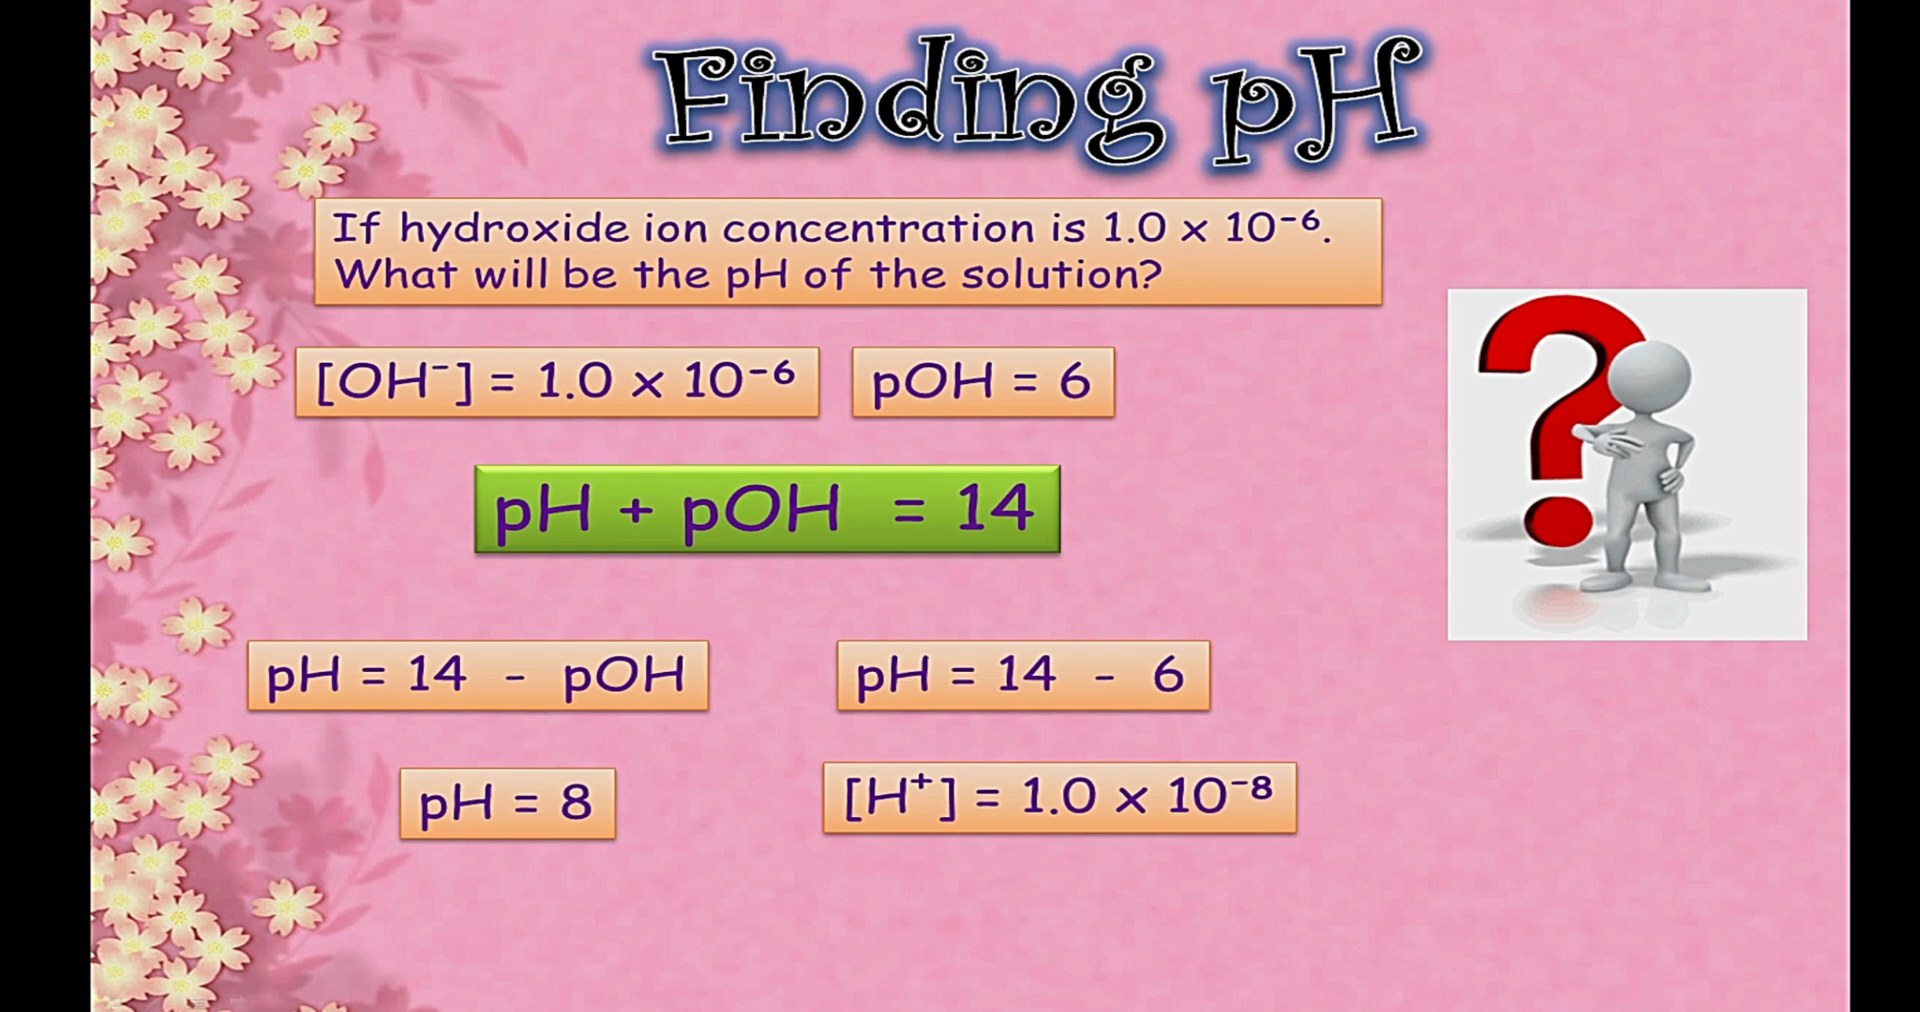 Finding pH
If hydroxide ion concentration is 1.0 x 10⁻⁶.
What will be the pH of the solution?
[OH⁻] = 1.0 x 10⁻⁶
pOH = 6
pH + pOH = 14
pH = 14 - pOH
pH = 14 - 6
pH = 8
[H⁺] = 1.0 x 10⁻⁸